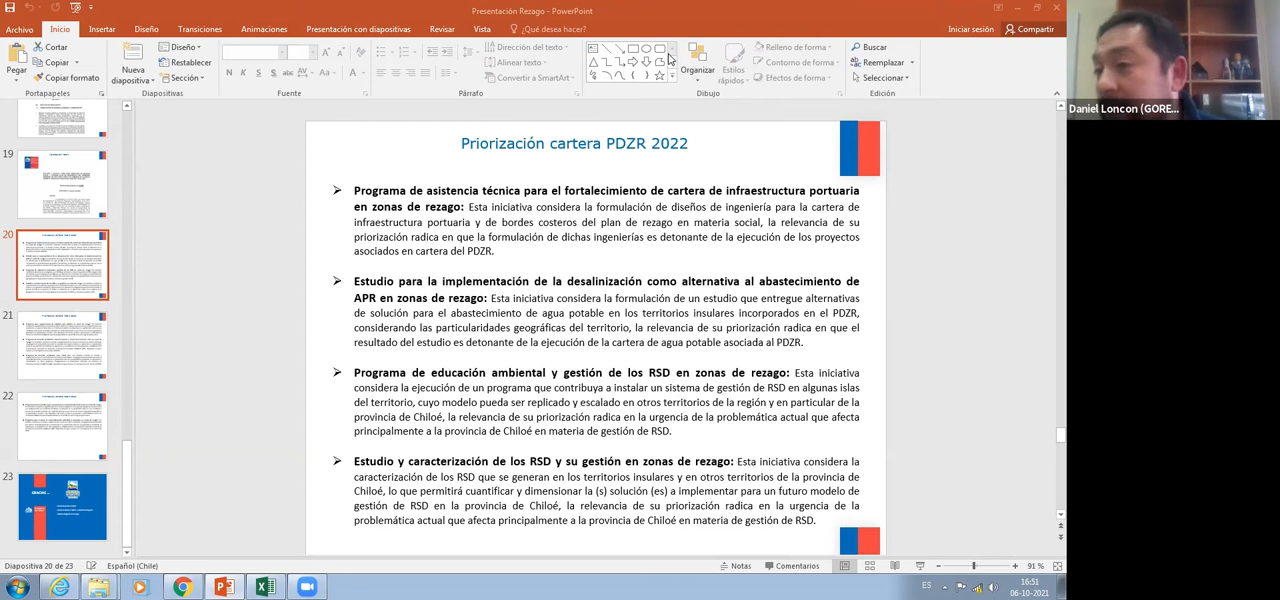 Presentación Rezago - PowerPoint
Archivo Inicio Insertar Diseño Transiciones Animaciones Presentación con diapositivas Revisar Vista ¿Qué desea hacer? Iniciar sesión Compartir
Pegar
Cortar
Copiar
Copiar formato
Portapapeles
Nueva diapositiva
Diseño
Restablecer
Sección
Diapositivas
N K S S abc AV Aa A
Fuente
Dirección del texto
Alinear texto
Convertir a SmartArt
Párrafo
Organizar
Estilos rápidos
Relleno de forma
Contorno de forma
Efectos de forma
Dibujo
Buscar
Reemplazar
Seleccionar
Edición
Daniel Loncon (GORE...
19
20
21
22
23
GRACIAS ...
Priorización cartera PDZR 2022
Programa de asistencia técnica para el fortalecimiento de cartera de infraestructura portuaria
en zonas de rezago: Esta iniciativa considera la formulación de diseños de ingeniería para la cartera de
infraestructura portuaria y de bordes costeros del plan de rezago en materia social, la relevancia de su
priorización radica en que la formulación de dichas ingenierías es detonante de la ejecución de los proyectos
asociados en cartera del PDZR.
Estudio para la implementación de la desalinización como alternativa al abastecimiento de
APR en zonas de rezago: Esta iniciativa considera la formulación de un estudio que entregue alternativas
de solución para el abastecimiento de agua potable en los territorios insulares incorporados en el PDZR,
considerando las particularidades geográficas del territorio, la relevancia de su priorización radica en que el
resultado del estudio es detonante de la ejecución de la cartera de agua potable asociada al PDZR.
Programa de educación ambiental y gestión de los RSD en zonas de rezago: Esta iniciativa
considera la ejecución de un programa que contribuya a instalar un sistema de gestión de RSD en algunas islas
del territorio, cuyo modelo pueda ser replicado y escalado en otros territorios de la región en particular de la
provincia de Chiloé, la relevancia de su priorización radica en la urgencia de la problemática actual que afecta
principalmente a la provincia de Chiloé en materia de gestión de RSD.
Estudio y caracterización de los RSD y su gestión en zonas de rezago: Esta iniciativa considera la
caracterización de los RSD que se generan en los territorios insulares y en otros territorios de la provincia de
Chiloé, lo que permitirá cuantificar y dimensionar la (s) solución (es) a implementar para un futuro modelo de
gestión de RSD en la provincia de Chiloé, la relevancia de su priorización radica en la urgencia de la
problemática actual que afecta principalmente a la provincia de Chiloé en materia de gestión de RSD.
Diapositiva 20 de 23 Español (Chile) Notas Comentarios 91 %
ES 16:51
06-10-2021